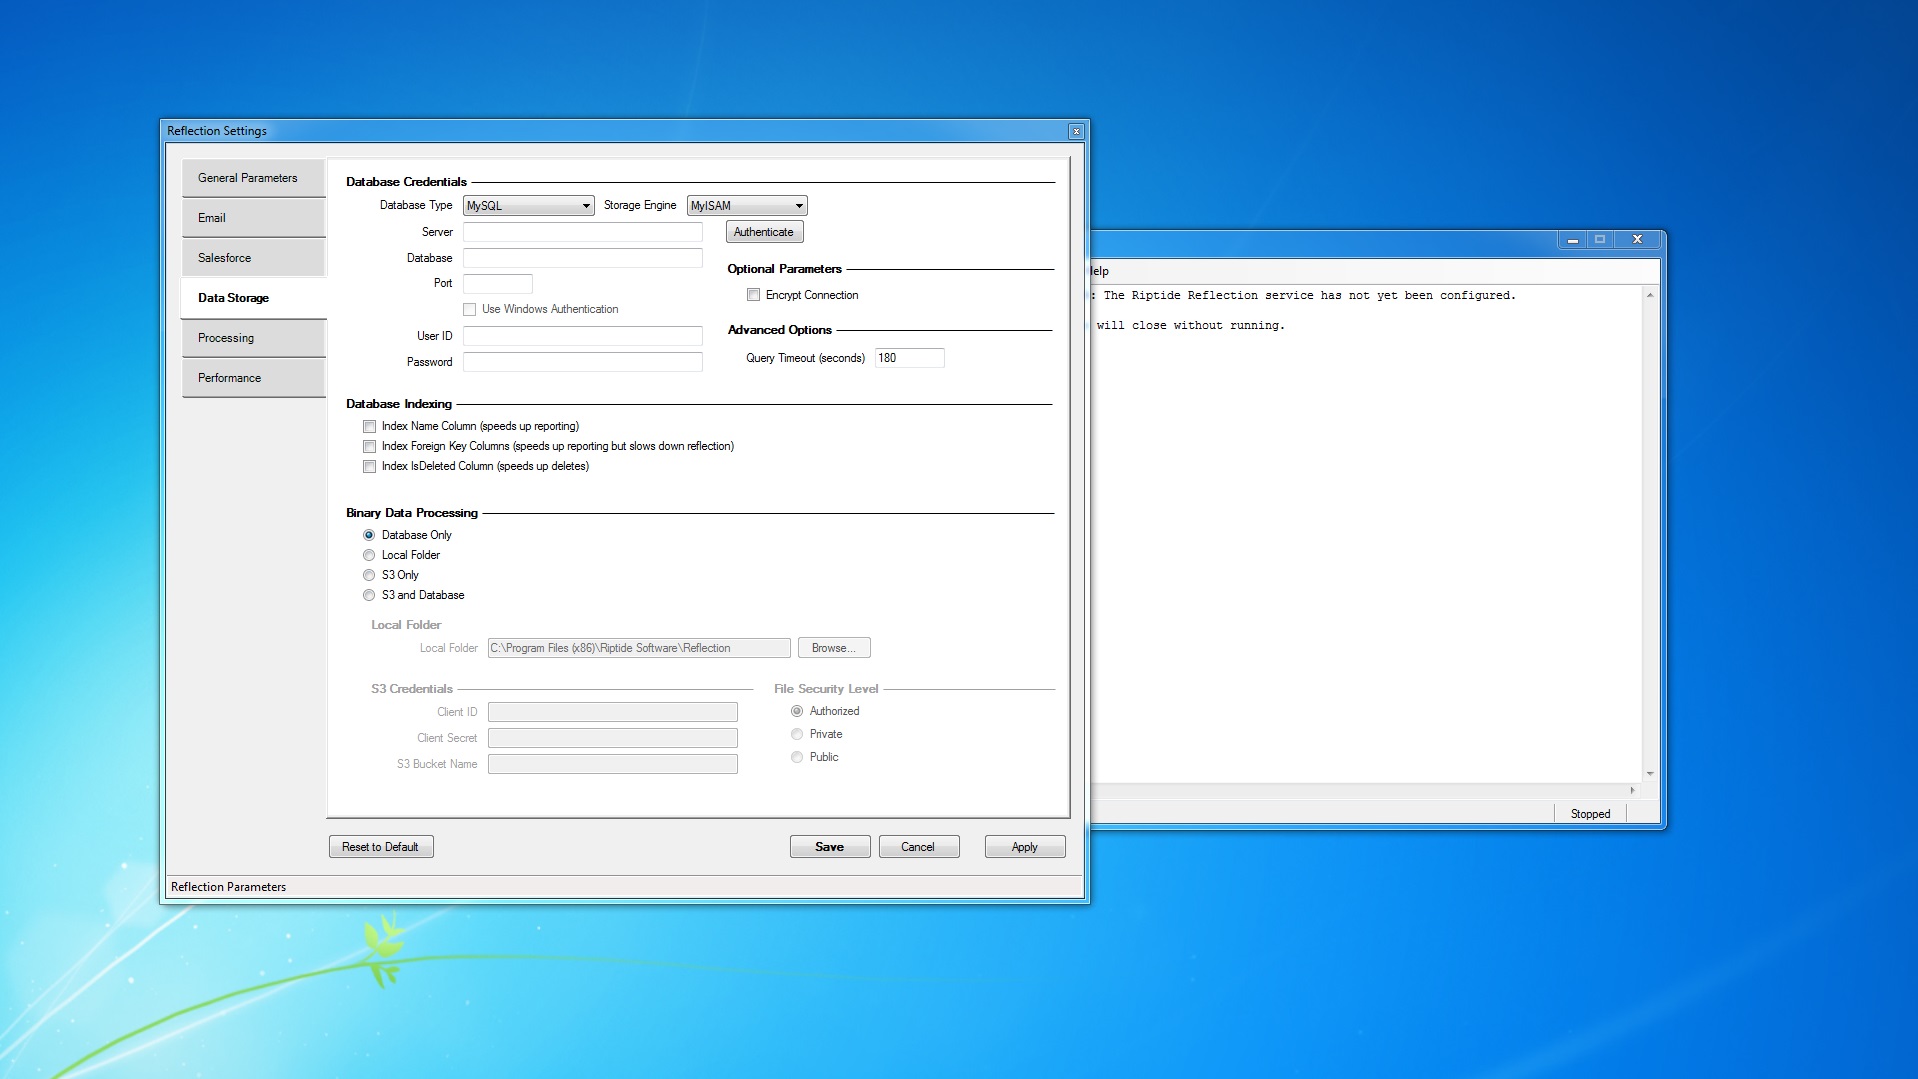 Reflection Settings
General Parameters
Email
Salesforce
Data Storage
Processing
Performance
Database Credentials
Database Type MySQL Storage Engine MyISAM
Server Authenticate
Database
Port
Use Windows Authentication
User ID
Password
Optional Parameters
Encrypt Connection
Advanced Options
Query Timeout (seconds) 180
Database Indexing
Index Name Column (speeds up reporting)
Index Foreign Key Columns (speeds up reporting but slows down reflection)
Index IsDeleted Column (speeds up deletes)
Binary Data Processing
Database Only
Local Folder
S3 Only
S3 and Database
Local Folder
Local Folder C:\Program Files (x86)\Riptide Software\Reflection Browse...
S3 Credentials
Client ID
Client Secret
S3 Bucket Name
File Security Level
Authorized
Private
Public
Reset to Default Save Cancel Apply
Reflection Parameters
elp
: The Riptide Reflection service has not yet been configured.
will close without running.
Stopped